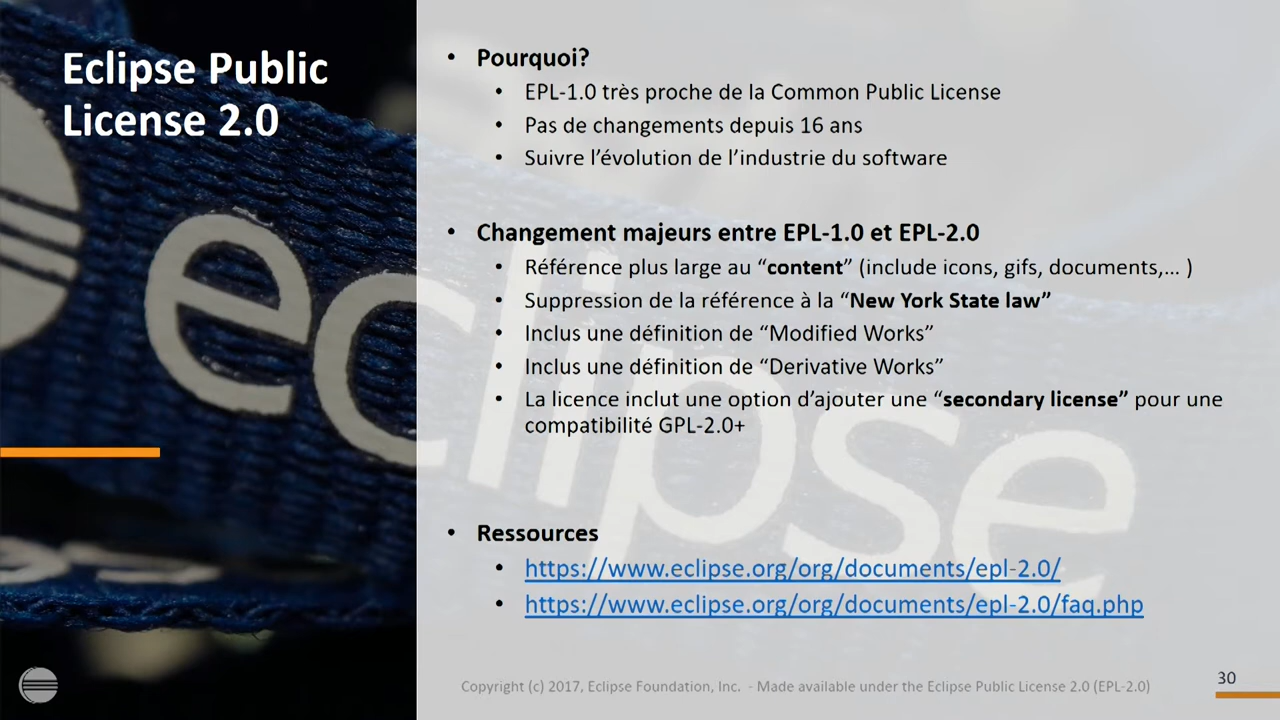 Eclipse Public
License 2.0
• Pourquoi?
• EPL-1.0 très proche de la Common Public License
• Pas de changements depuis 16 ans
• Suivre l’évolution de l’industrie du software
• Changement majeurs entre EPL-1.0 et EPL-2.0
• Référence plus large au “content” (include icons, gifs, documents,... )
• Suppression de la référence à la “New York State law”
• Inclus une définition de “Modified Works”
• Inclus une définition de “Derivative Works”
• La licence inclut une option d’ajouter une “secondary license” pour une
compatibilité GPL-2.0+
• Ressources
• https://www.eclipse.org/org/documents/epl-2.0/
• https://www.eclipse.org/org/documents/epl-2.0/faq.php
eclipse
Copyright (c) 2017, Eclipse Foundation, Inc. - Made available under the Eclipse Public License 2.0 (EPL-2.0)
30